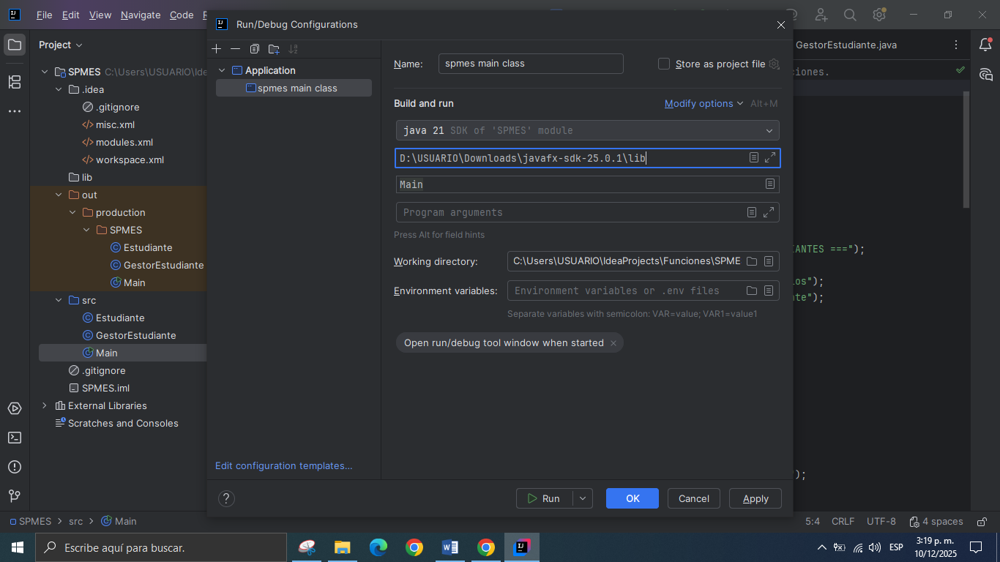 File Edit View Navigate Code
Run/Debug Configurations
Project
GestorEstudiante.java
SPMES C:\Users\USUARIO\Ide
.idea
.gitignore
misc.xml
modules.xml
workspace.xml
lib
out
production
SPMES
Estudiante
GestorEstudiante
Main
src
Estudiante
GestorEstudiante
Main
.gitignore
SPMES.iml
External Libraries
Scratches and Consoles
Application
spmes main class
Edit configuration templates...
Name:
spmes main class
Store as project file
Build and run
Modify options
Alt+M
java 21 SDK of 'SPMES' module
D:\USUARIO\Downloads\javafx-sdk-25.0.1\lib
Main
Program arguments
Press Alt for field hints
Working directory:
C:\Users\USUARIO\IdeaProjects\Funciones\SPME
Environment variables:
Environment variables or .env files
Separate variables with semicolon: VAR=value; VAR1=value1
Open run/debug tool window when started
?
Run
OK
Cancel
Apply
iones.
IANTES ===");
os");
nte");
");
SPMES > src > Main
5:4 CRLF UTF-8 4 spaces
Escribe aquí para buscar.
ESP
3:19 p. m.
10/12/2025